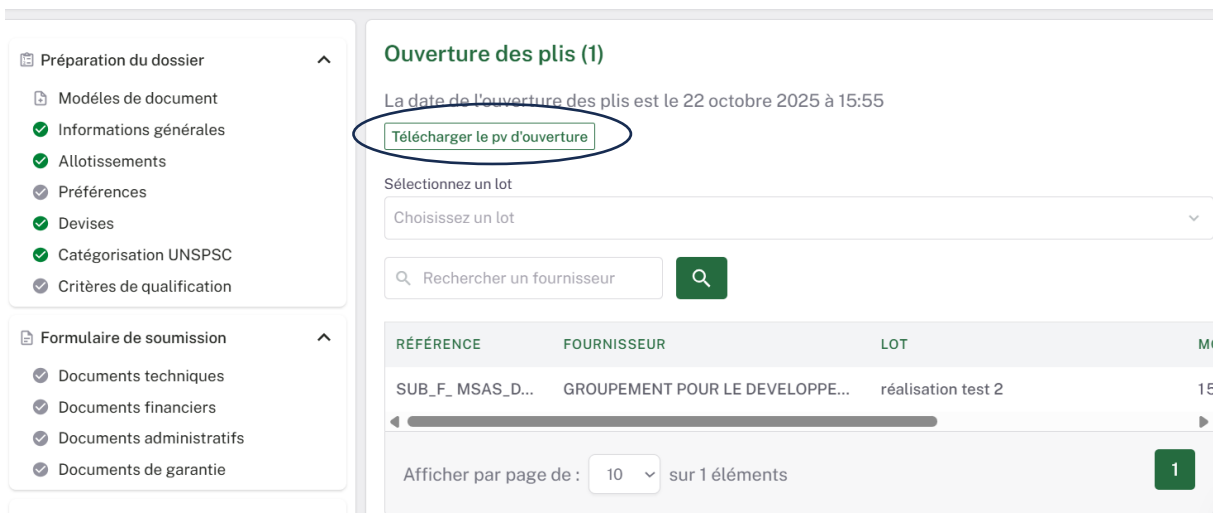 Préparation du dossier
Modéles de document
Informations générales
Allotissements
Préférences
Devises
Catégorisation UNSPSC
Critères de qualification
Formulaire de soumission
Documents techniques
Documents financiers
Documents administratifs
Documents de garantie
Ouverture des plis (1)
La date de l'ouverture des plis est le 22 octobre 2025 à 15:55
Télécharger le pv d'ouverture
Sélectionnez un lot
Choisissez un lot
Rechercher un fournisseur
RÉFÉRENCE FOURNISSEUR LOT
SUB_F_ MSAS_D... GROUPEMENT POUR LE DEVELOPPE... réalisation test 2 15
Afficher par page de : 10 sur 1 éléments 1